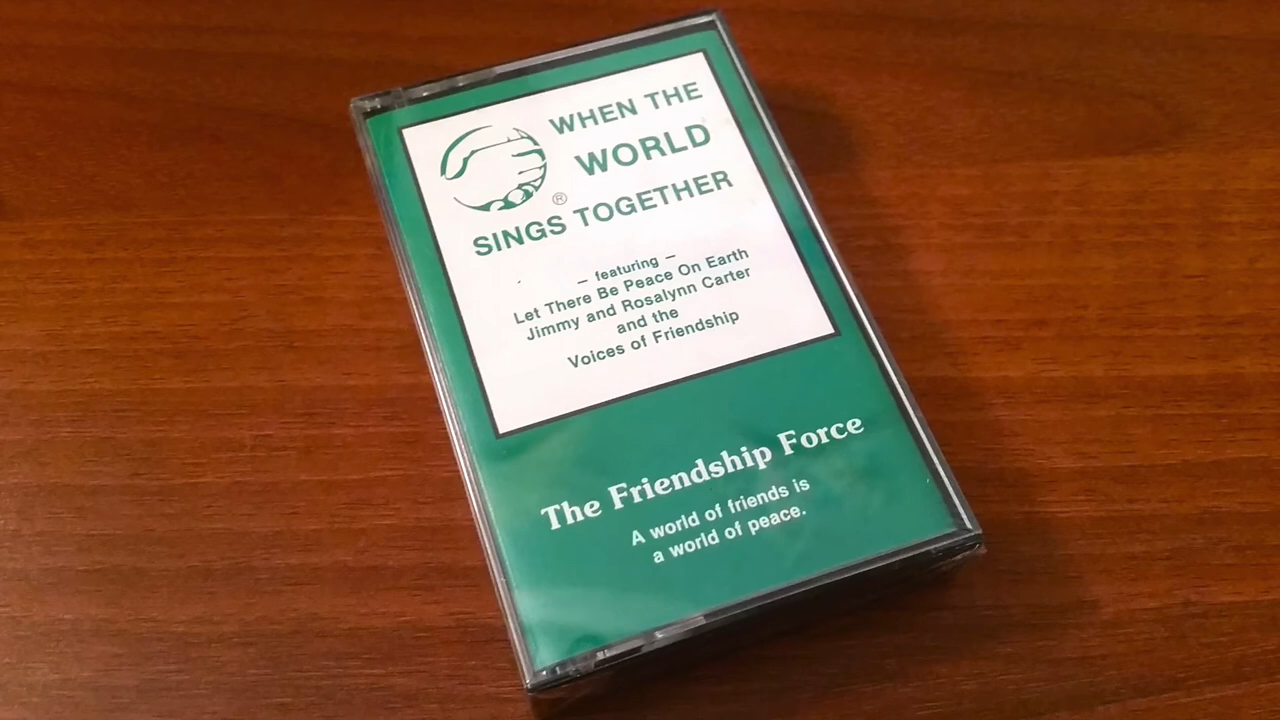 WHEN THE
WORLD
®
SINGS TOGETHER
– featuring –
Let There Be Peace On Earth
Jimmy and Rosalynn Carter
and the
Voices of Friendship
The Friendship Force
A world of friends is
a world of peace.